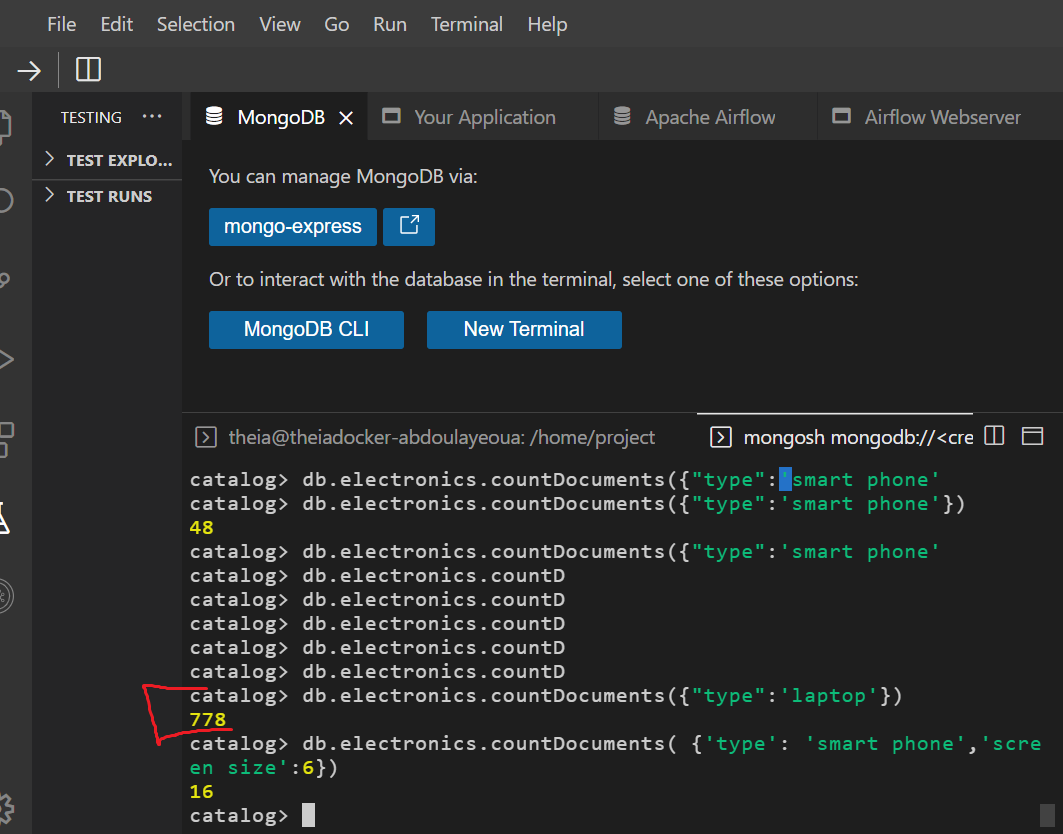 File Edit Selection View Go Run Terminal Help
TESTING ...
MongoDB Your Application Apache Airflow Airflow Webserver
TEST EXPLO...
TEST RUNS
You can manage MongoDB via:
mongo-express
Or to interact with the database in the terminal, select one of these options:
MongoDB CLI New Terminal
theia@theiadocker-abdoulayeoua: /home/project mongosh mongodb://<cre
catalog> db.electronics.countDocuments({"type":'smart phone'
catalog> db.electronics.countDocuments({"type":'smart phone'})
48
catalog> db.electronics.countDocuments({"type":'smart phone'
catalog> db.electronics.countD
catalog> db.electronics.countD
catalog> db.electronics.countD
catalog> db.electronics.countD
catalog> db.electronics.countD
catalog> db.electronics.countDocuments({"type":'laptop'})
778
catalog> db.electronics.countDocuments( {'type': 'smart phone','scre
en size':6})
16
catalog>